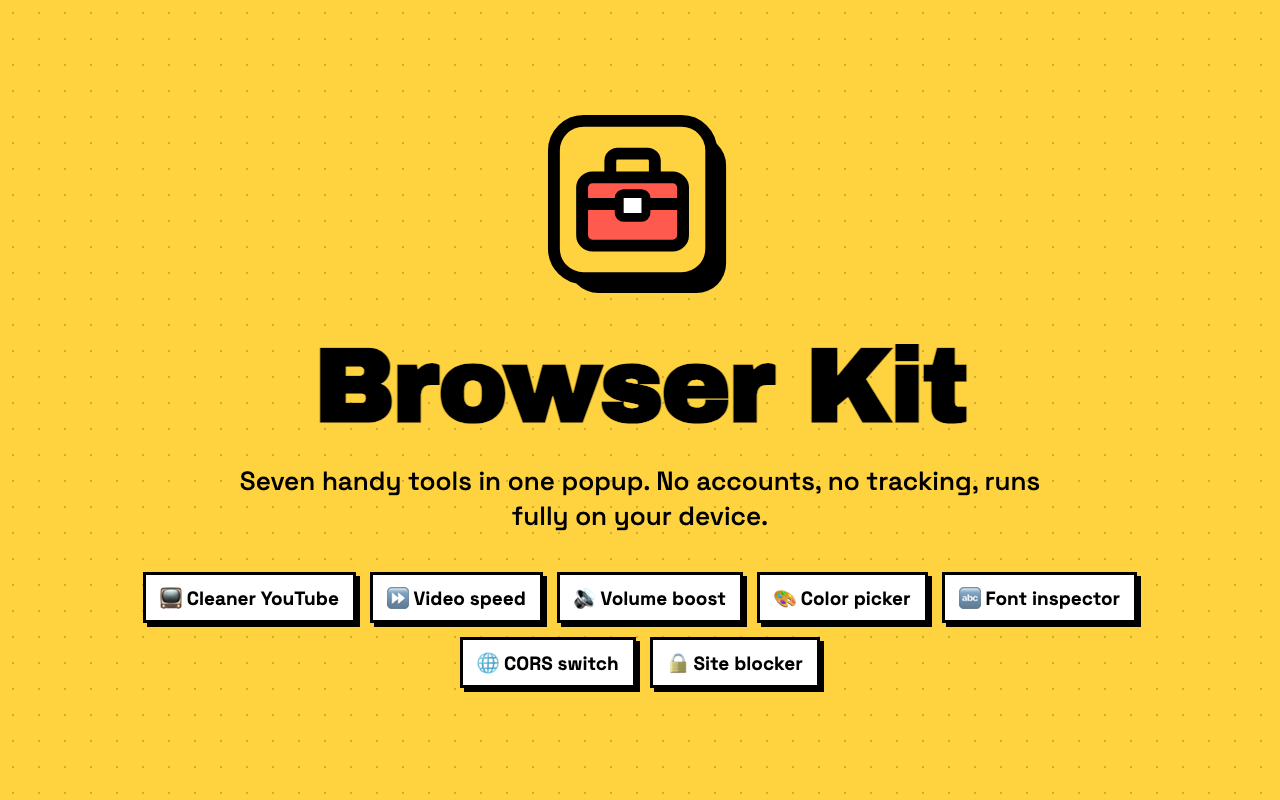 Browser Kit
Seven handy tools in one popup. No accounts, no tracking, runs
fully on your device.
Cleaner YouTube
Video speed
Volume boost
Color picker
abc Font inspector
CORS switch
Site blocker